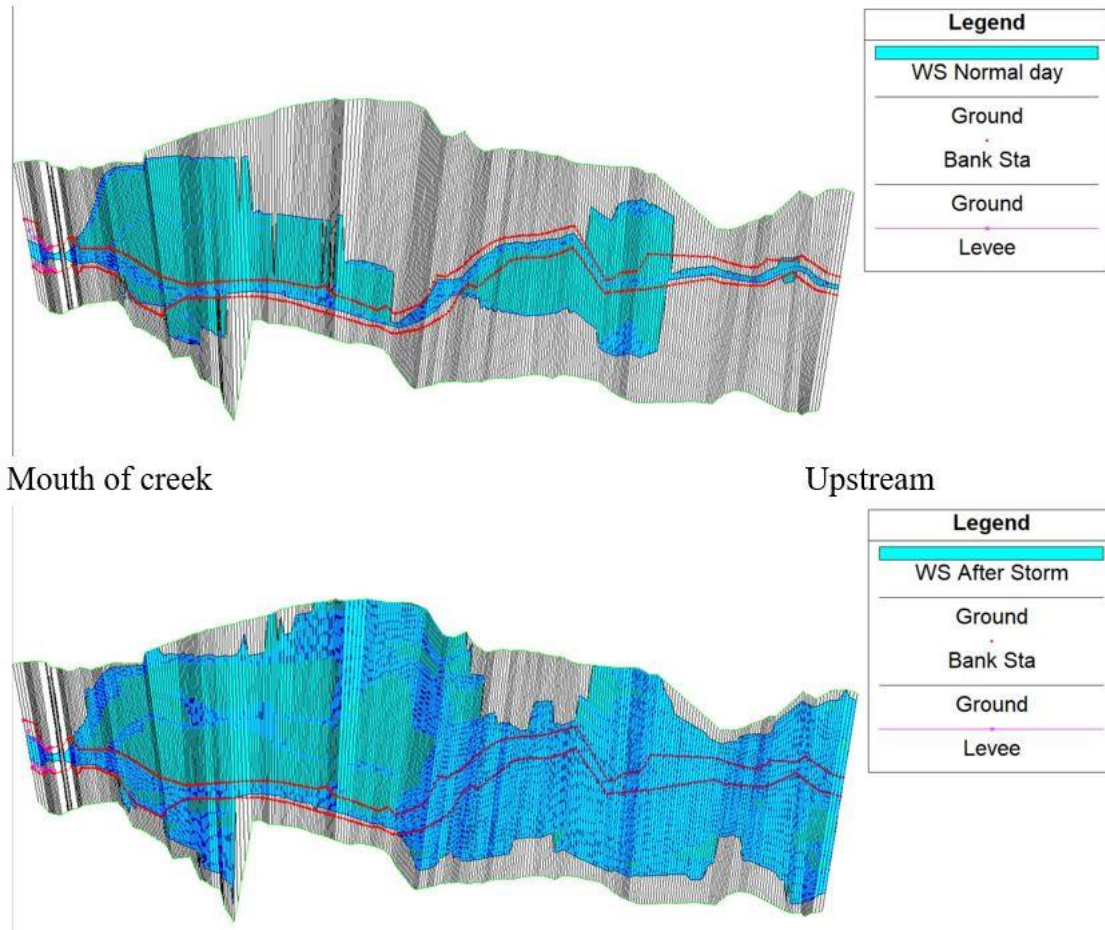 Legend
WS Normal day
Ground
Bank Sta
Ground
Levee
Mouth of creek
Upstream
Legend
WS After Storm
Ground
Bank Sta
Ground
Levee